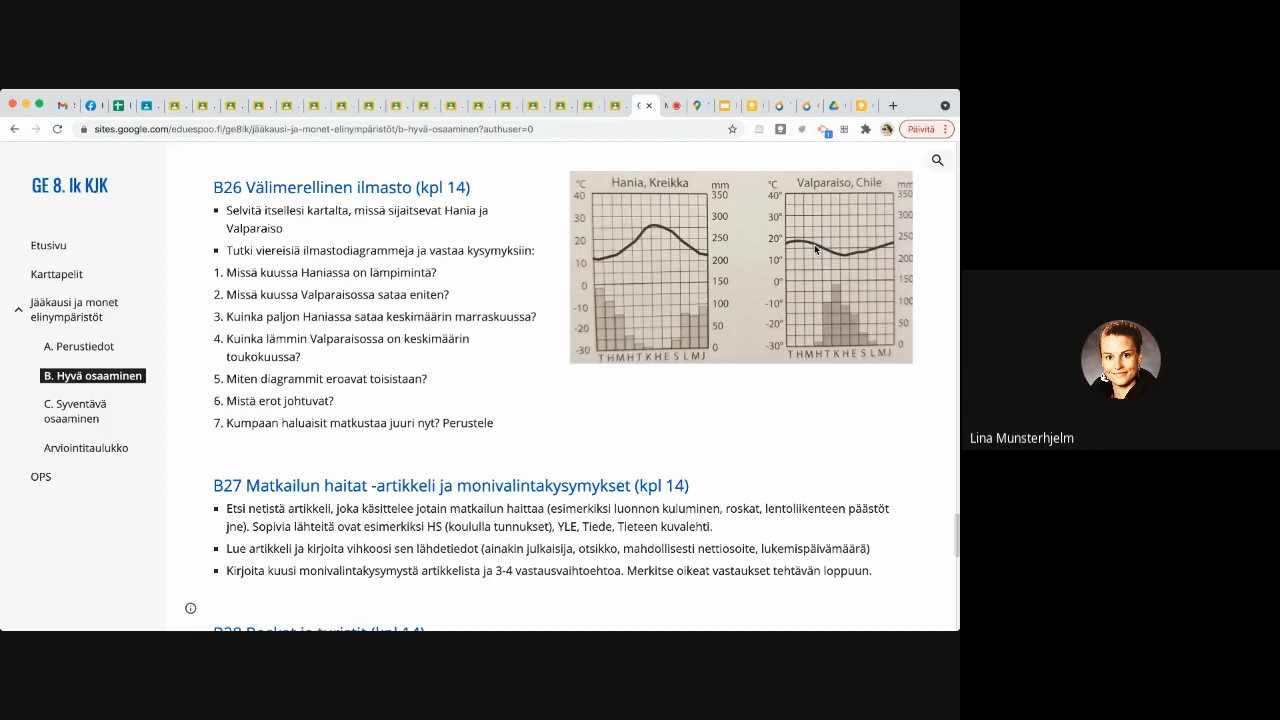 sites.google.com/eduespoo.fi/ge8lk/jääkausi-ja-monet-elinympäristöt/b-hyvä-osaaminen?authuser=0
Päivitä
GE 8. lk KJK
Etusivu
Karttapelit
Jääkausi ja monet
elinympäristöt
A. Perustiedot
B. Hyvä osaaminen
C. Syventävä
osaaminen
Arviointitaulukko
OPS
B26 Välimerellinen ilmasto (kpl 14)
Selvitä itsellesi kartalta, missä sijaitsevat Hania ja
Valparaiso
Tutki viereisiä ilmastodiagrammeja ja vastaa kysymyksiin:
1. Missä kuussa Haniassa on lämpimintä?
2. Missä kuussa Valparaisossa sataa eniten?
3. Kuinka paljon Haniassa sataa keskimäärin marraskuussa?
4. Kuinka lämmin Valparaisossa on keskimäärin
toukokuussa?
5. Miten diagrammit eroavat toisistaan?
6. Mistä erot johtuvat?
7. Kumpaan haluaisit matkustaa juuri nyt? Perustele
°C Hania, Kreikka mm
40 350
30 300
20 250
10 200
0 150
-10 100
-20 50
-30 0
T H M H T K H E S L M J
°C Valparaiso, Chile mm
40° 350
30° 300
20° 250
10° 200
0° 150
-10° 100
-20° 50
-30° 0
T H M H T K H E S L M J
B27 Matkailun haitat -artikkeli ja monivalintakysymykset (kpl 14)
Etsi netistä artikkeli, joka käsittelee jotain matkailun haittaa (esimerkiksi luonnon kuluminen, roskat, lentoliikenteen päästöt
jne). Sopivia lähteitä ovat esimerkiksi HS (koululla tunnukset), YLE, Tiede, Tieteen kuvalehti.
Lue artikkeli ja kirjoita vihkoosi sen lähdetiedot (ainakin julkaisija, otsikko, mahdollisesti nettiosoite, lukemispäivämäärä)
Kirjoita kuusi monivalintakysymystä artikkelista ja 3-4 vastausvaihtoehtoa. Merkitse oikeat vastaukset tehtävän loppuun.
Lina Munsterhjelm